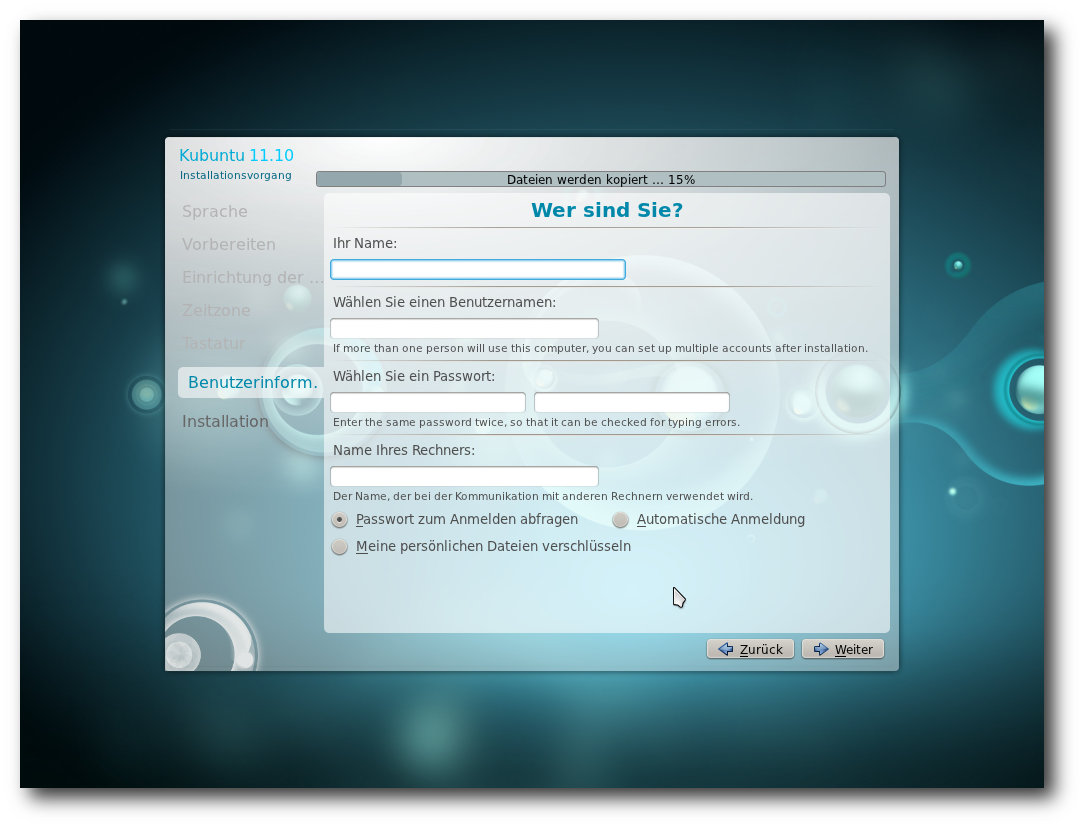 Kubuntu 11.10
Installationsvorgang
Dateien werden kopiert ... 15%
Sprache
Vorbereiten
Einrichtung der ...
Zeitzone
Tastatur
Benutzerinform.
Installation
Wer sind Sie?
Ihr Name:
Wählen Sie einen Benutzernamen:
If more than one person will use this computer, you can set up multiple accounts after installation.
Wählen Sie ein Passwort:
Enter the same password twice, so that it can be checked for typing errors.
Name Ihres Rechners:
Der Name, der bei der Kommunikation mit anderen Rechnern verwendet wird.
Passwort zum Anmelden abfragen Automatische Anmeldung
Meine persönlichen Dateien verschlüsseln
Zurück Weiter